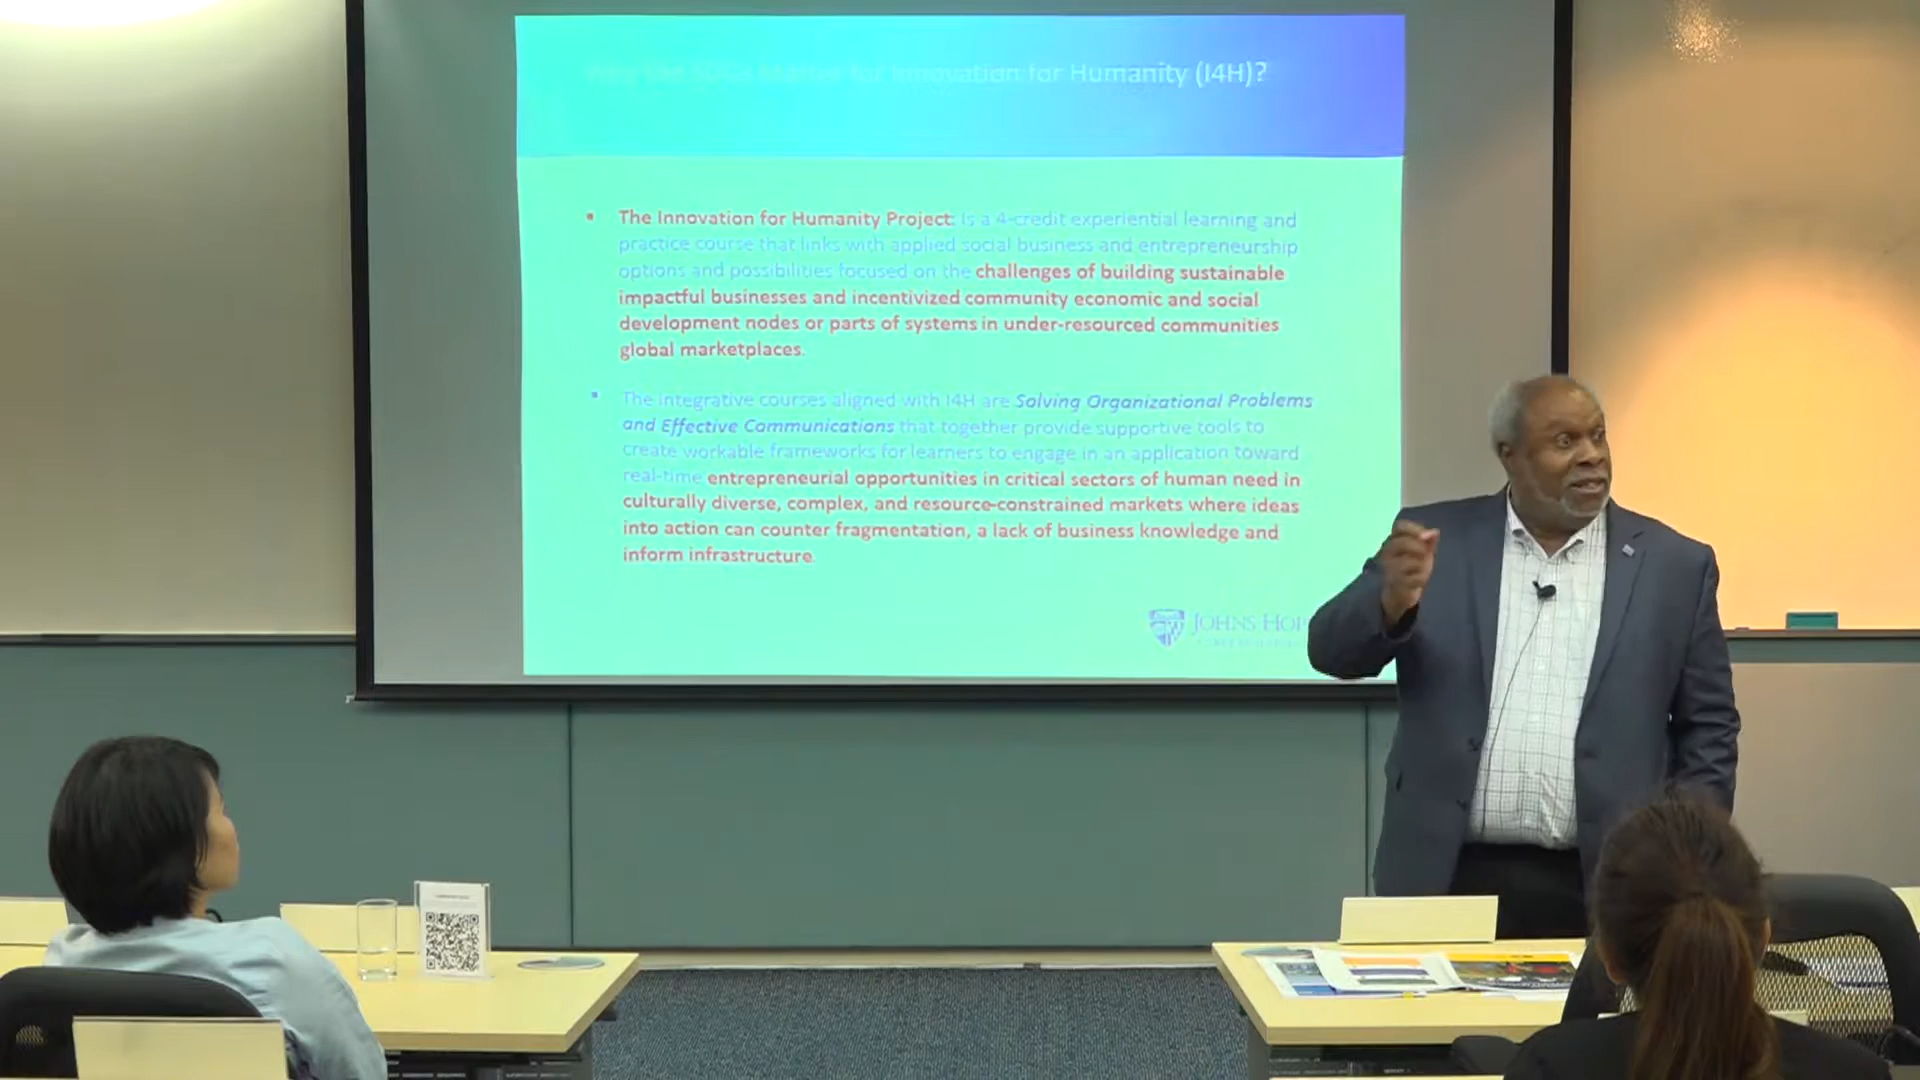 Why the SDGs Matter for Innovation for Humanity (I4H)?
The Innovation for Humanity Project: Is a 4-credit experiential learning and
practice course that links with applied social business and entrepreneurship
options and possibilities focused on the challenges of building sustainable
impactful businesses and incentivized community economic and social
development nodes or parts of systems in under-resourced communities
global marketplaces.
The integrative courses aligned with I4H are Solving Organizational Problems
and Effective Communications that together provide supportive tools to
create workable frameworks for learners to engage in an application toward
real-time entrepreneurial opportunities in critical sectors of human need in
culturally diverse, complex, and resource-constrained markets where ideas
into action can counter fragmentation, a lack of business knowledge and
inform infrastructure.
JOHNS HOP